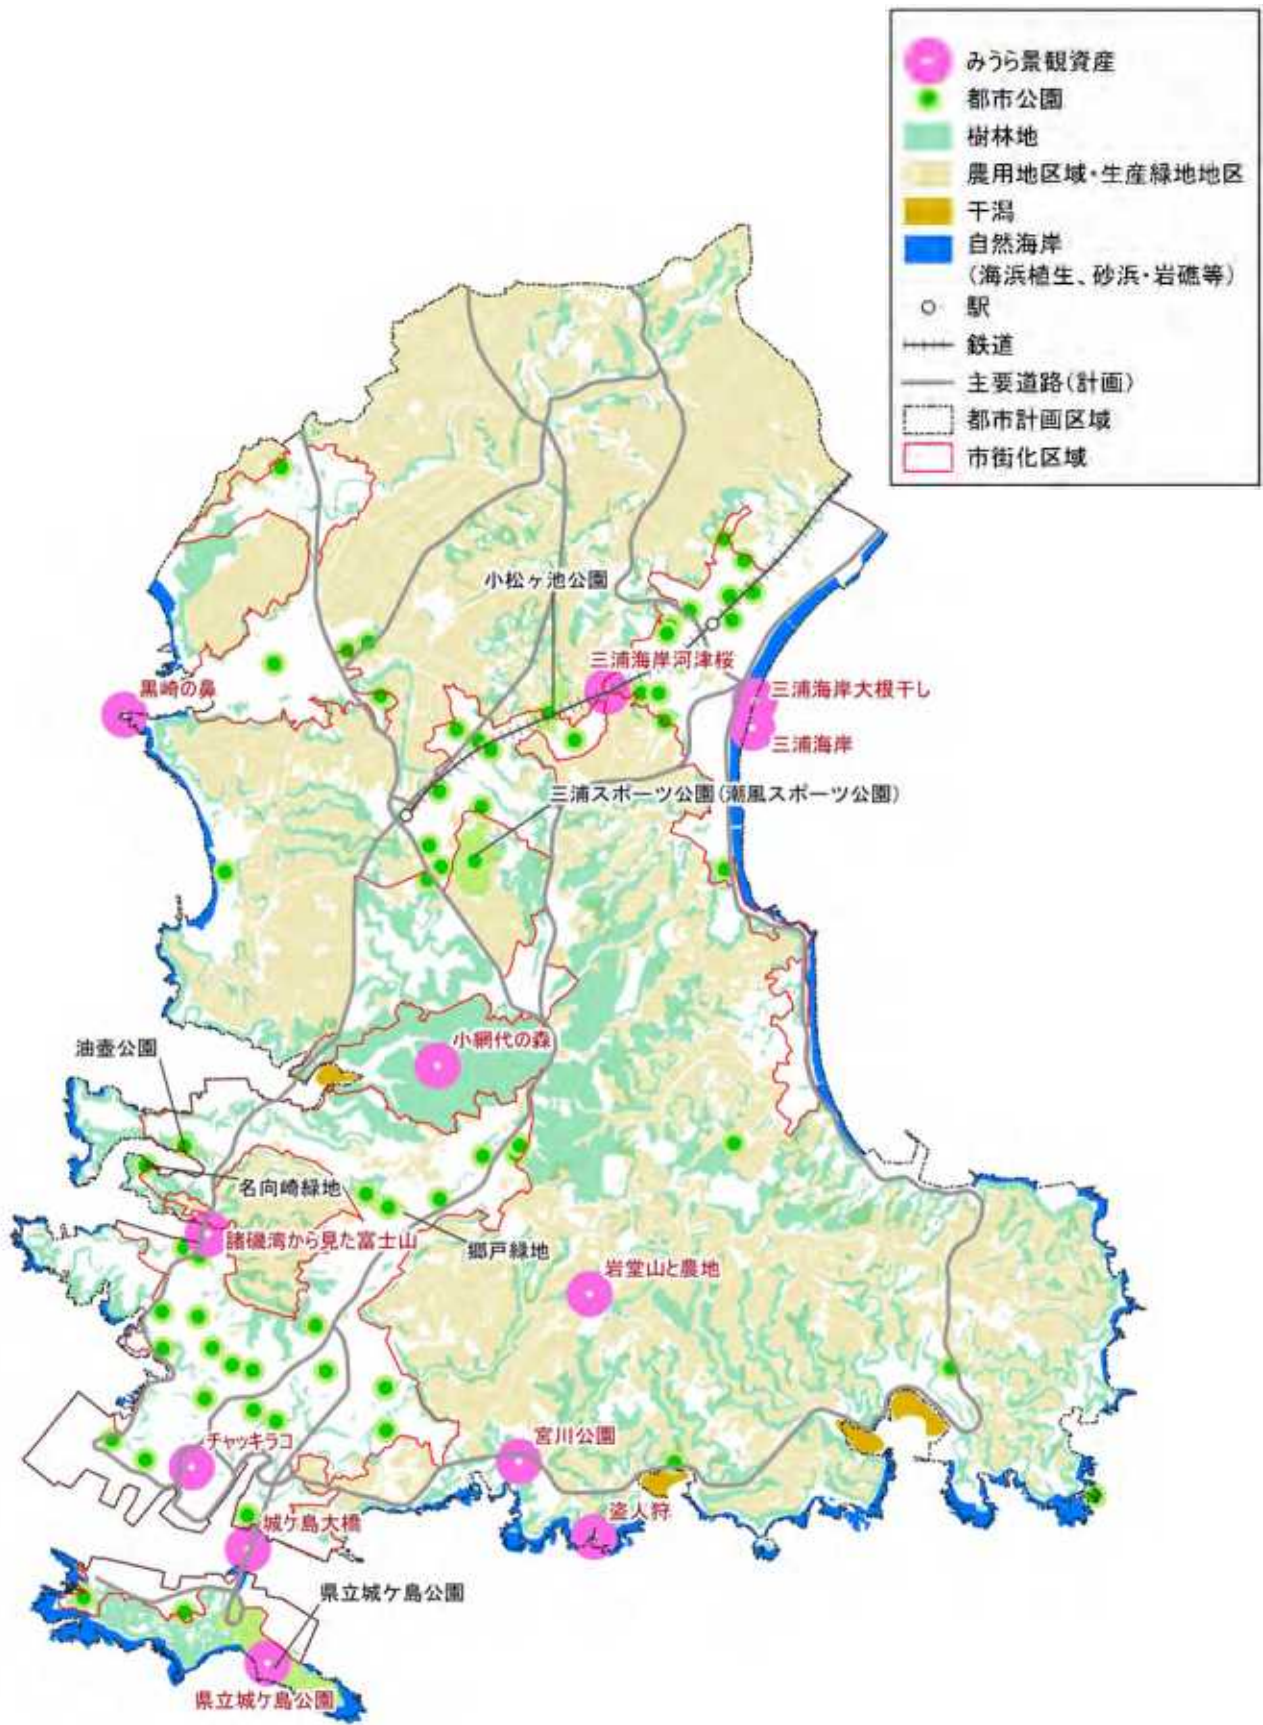 みうら景観資産
都市公園
樹林地
農用地区域・生産緑地地区
干潟
自然海岸
(海浜植生、砂浜・岩礁等)
駅
鉄道
主要道路(計画)
都市計画区域
市街化区域
小松ヶ池公園
三浦海岸河津桜
黒崎の鼻
三浦海岸大根干し
三浦海岸
三浦スポーツ公園(潮風スポーツ公園)
小網代の森
油壺公園
名向崎緑地
諸磯湾から見た富士山
郷戸緑地
岩堂山と農地
チャッキラコ
宮川公園
盗人狩
城ケ島大橋
県立城ケ島公園
県立城ケ島公園